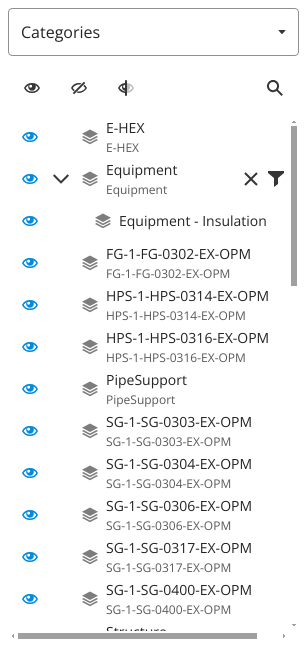 Categories
E-HEX
E-HEX
Equipment
Equipment
Equipment - Insulation
FG-1-FG-0302-EX-OPM
FG-1-FG-0302-EX-OPM
HPS-1-HPS-0314-EX-OPM
HPS-1-HPS-0314-EX-OPM
HPS-1-HPS-0316-EX-OPM
HPS-1-HPS-0316-EX-OPM
PipeSupport
PipeSupport
SG-1-SG-0303-EX-OPM
SG-1-SG-0303-EX-OPM
SG-1-SG-0304-EX-OPM
SG-1-SG-0304-EX-OPM
SG-1-SG-0306-EX-OPM
SG-1-SG-0306-EX-OPM
SG-1-SG-0317-EX-OPM
SG-1-SG-0317-EX-OPM
SG-1-SG-0400-EX-OPM
SG-1-SG-0400-EX-OPM
Structure